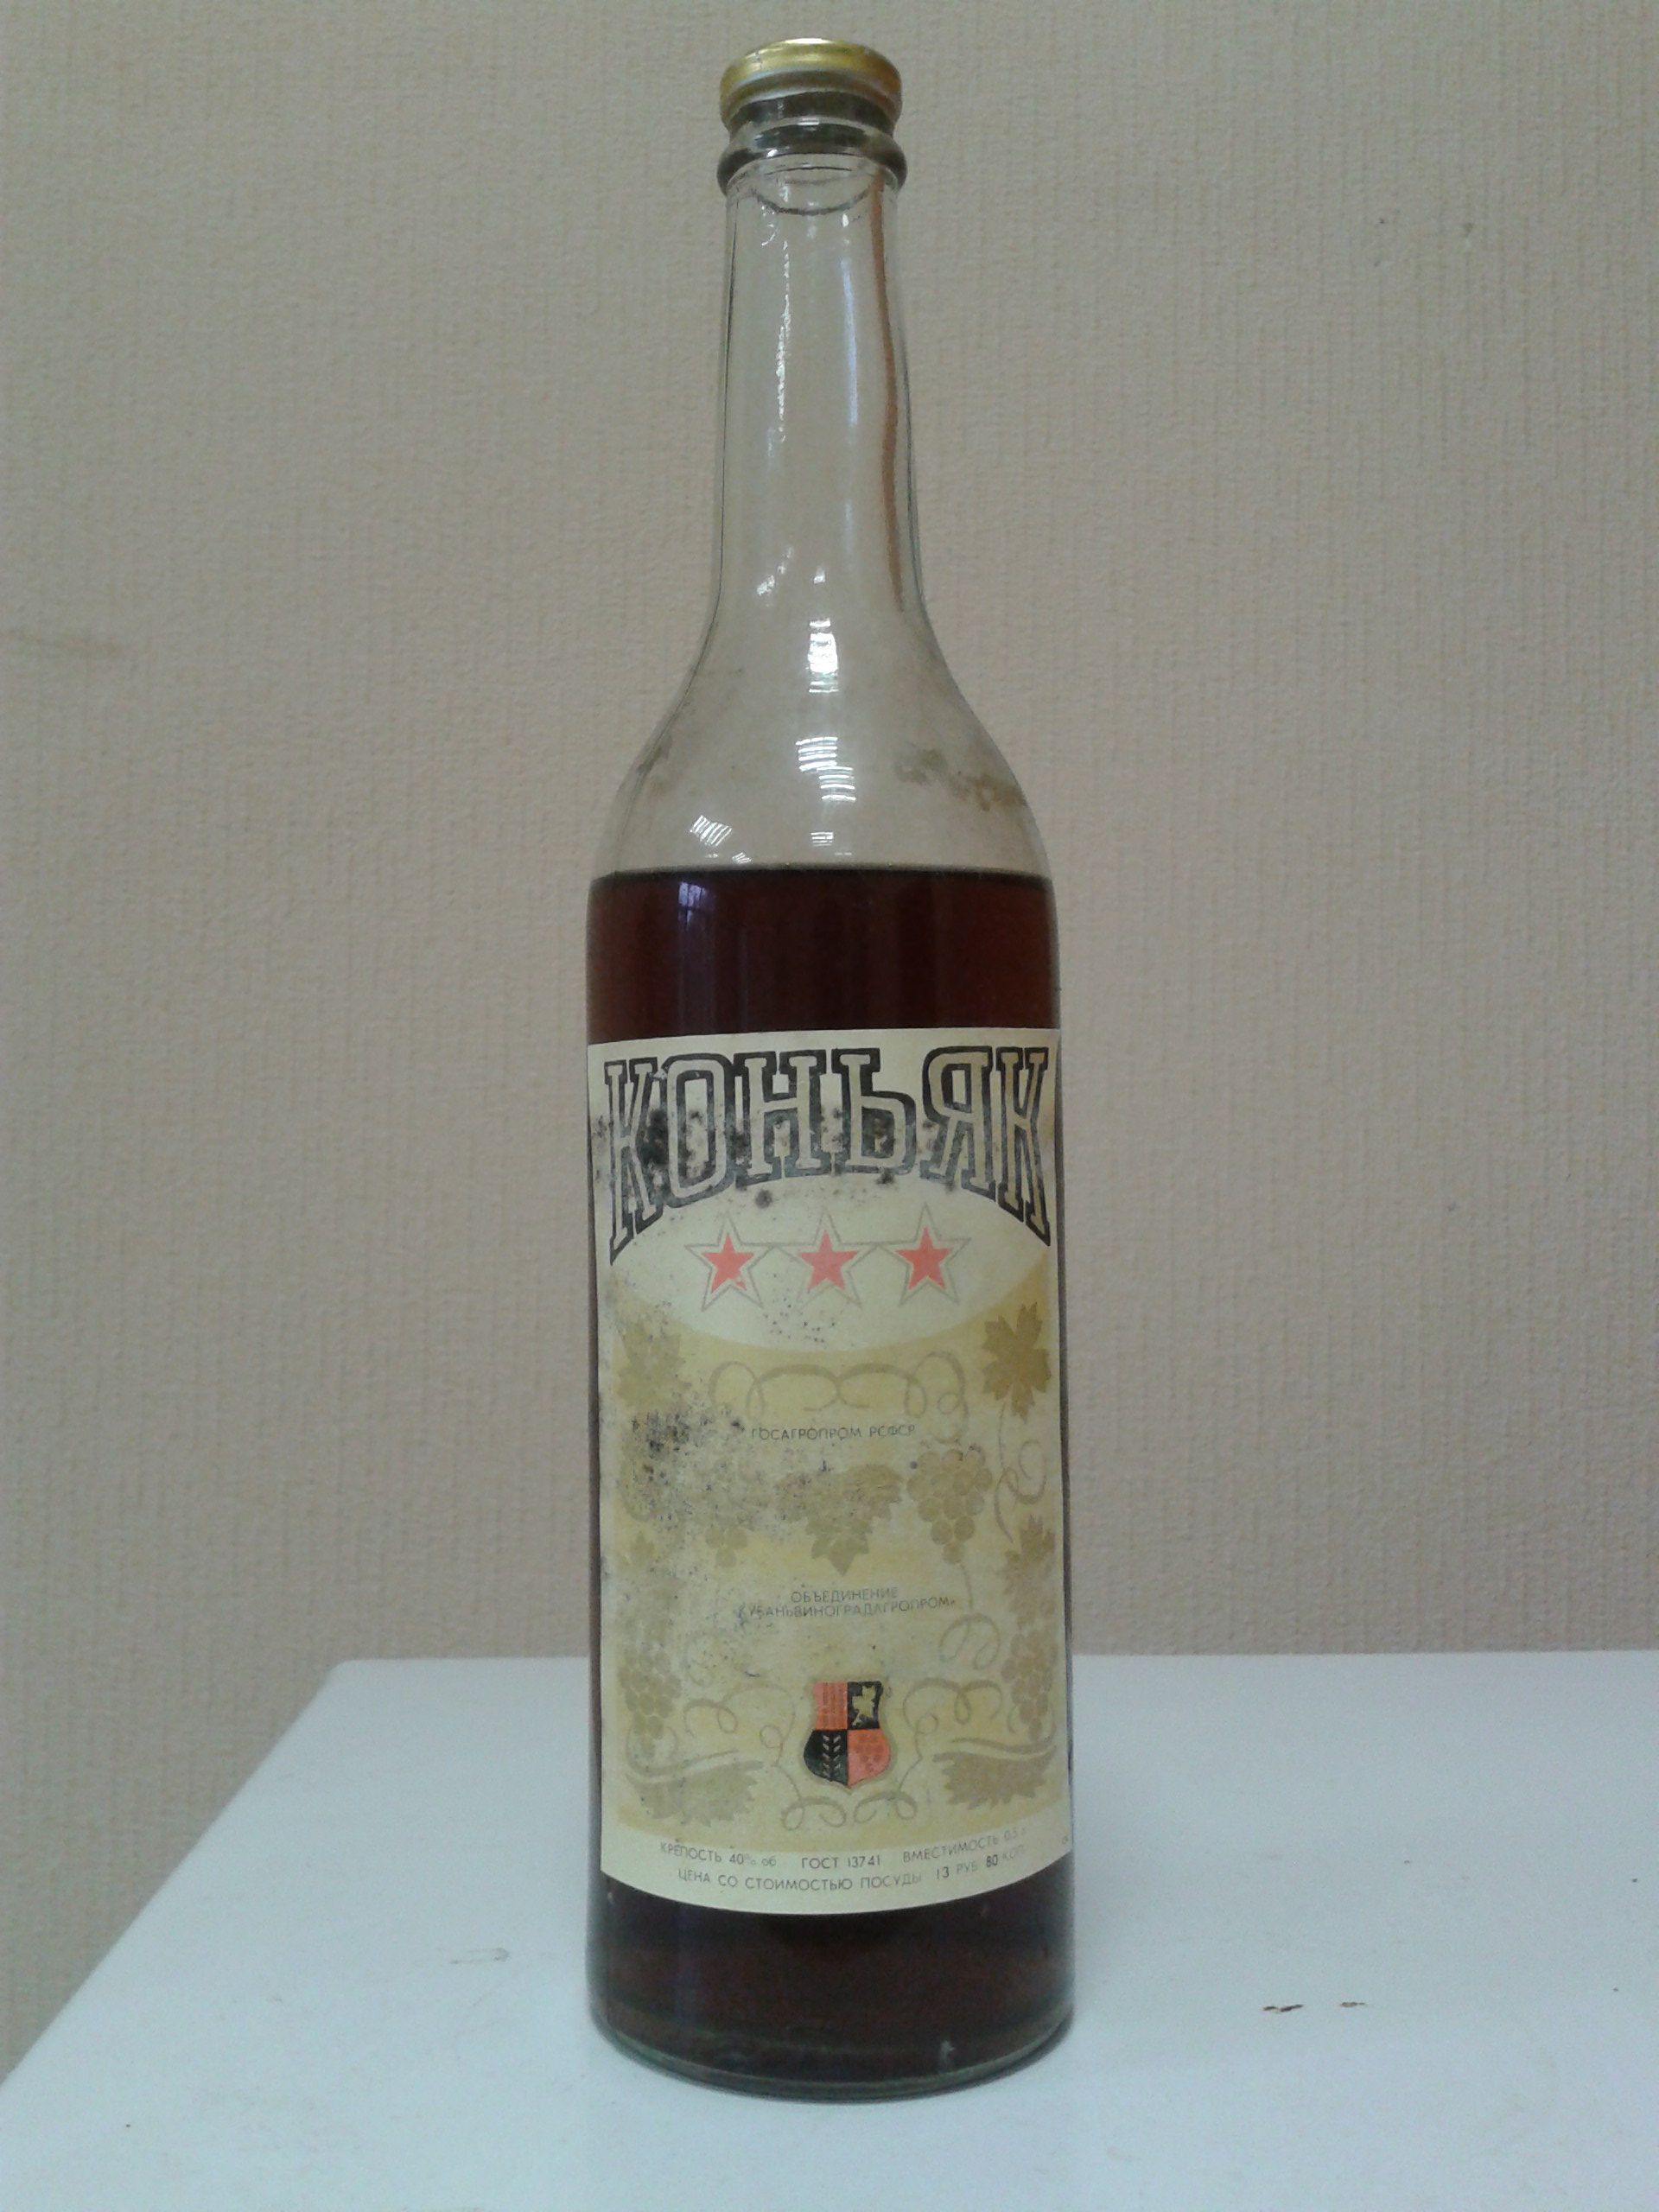 КОНЬЯК
ГОСАГРОПРОМ РСФСР
ОБЪЕДИНЕНИЕ
«КУБАНЬВИНОГРАДАГРОПРОМ»
КРЕПОСТЬ 40% об ГОСТ 13741 ВМЕСТИМОСТЬ 0,5 л
ЦЕНА СО СТОИМОСТЬЮ ПОСУДЫ 13 РУБ 80 КОП